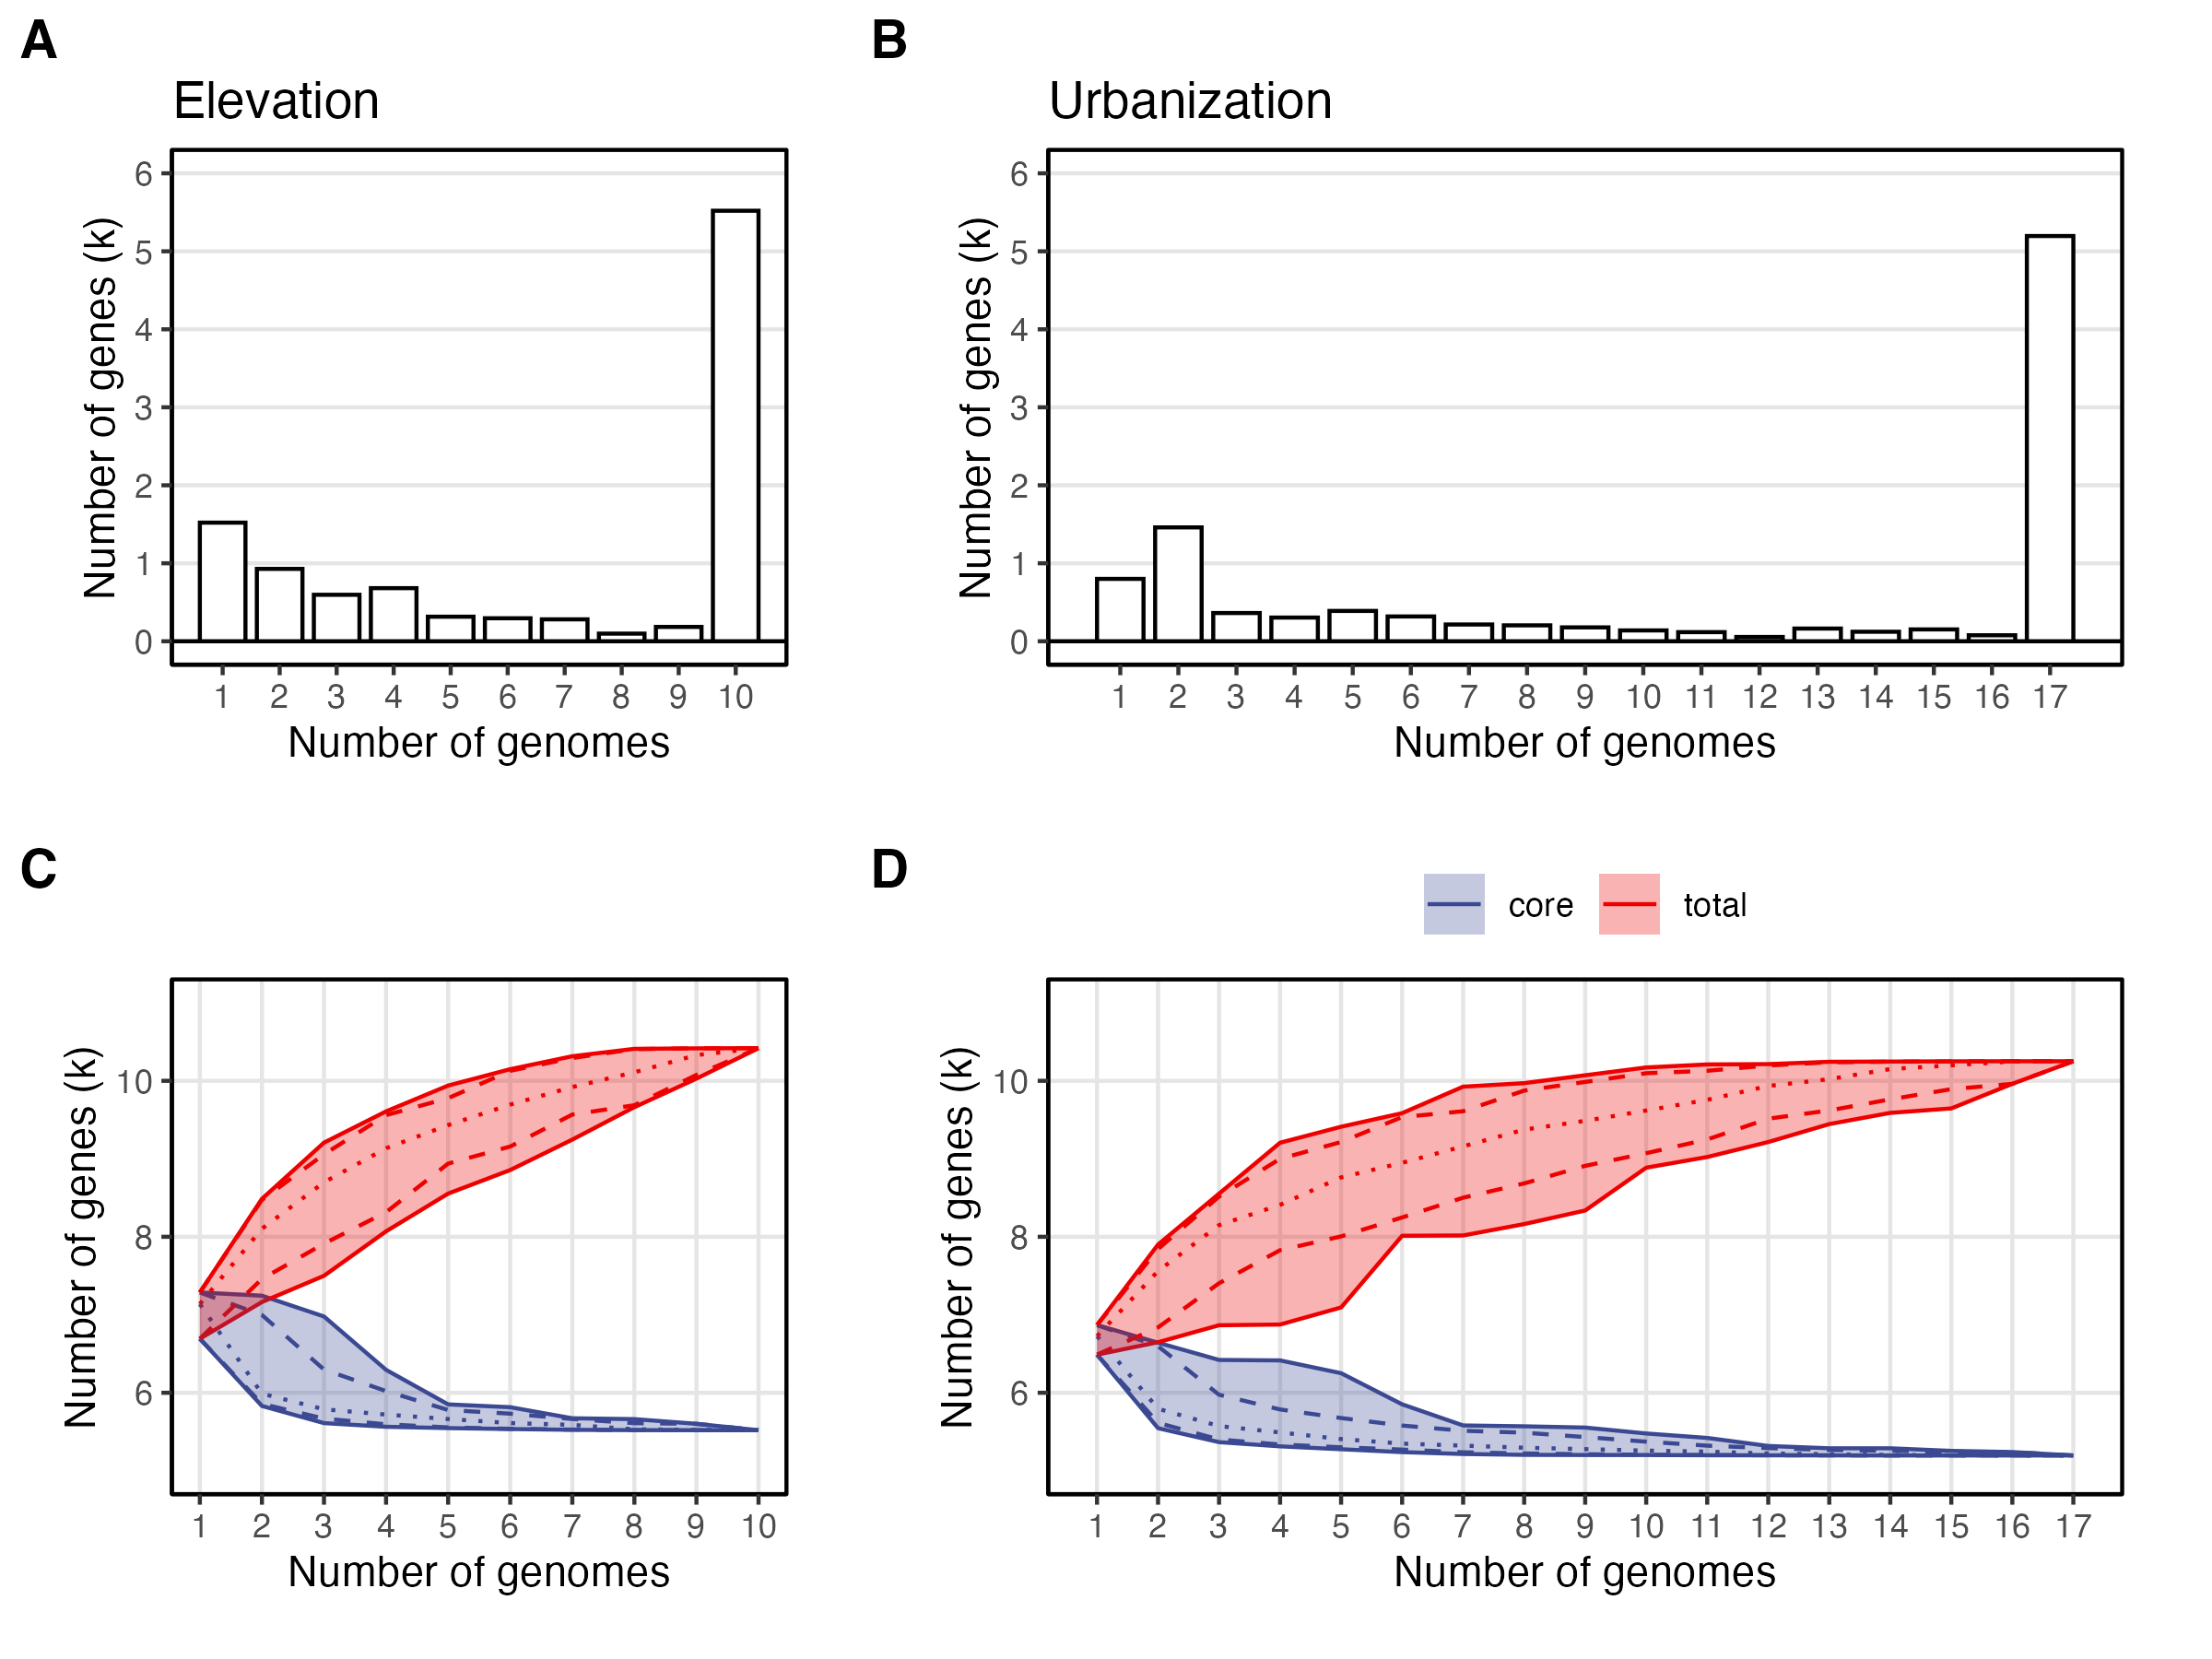 A
Elevation
Number of genes (k)
6
5
4
3
2
1
0
1 2 3 4 5 6 7 8 9 10
Number of genomes
B
Urbanization
Number of genes (k)
6
5
4
3
2
1
0
1 2 3 4 5 6 7 8 9 10 11 12 13 14 15 16 17
Number of genomes
C
Number of genes (k)
10
8
6
1 2 3 4 5 6 7 8 9 10
Number of genomes
D
core total
Number of genes (k)
10
8
6
1 2 3 4 5 6 7 8 9 10 11 12 13 14 15 16 17
Number of genomes